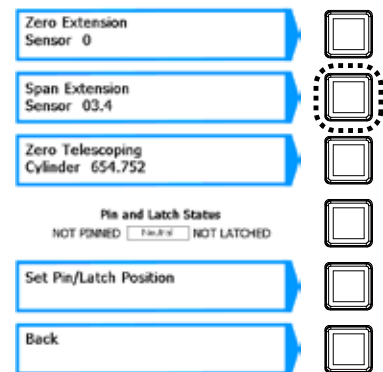 Zero Extension
Sensor 0
Span Extension
Sensor 03.4
Zero Telescoping
Cylinder 654.752
Pin and Latch Status
NOT PINNED Neutral NOT LATCHED
Set Pin/Latch Position
Back